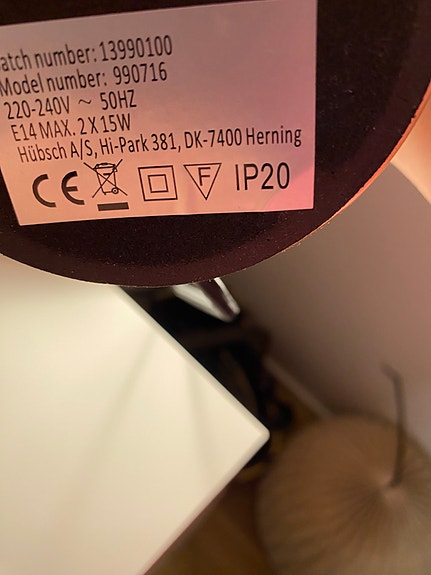 atch number: 13990100
Model number: 990716
220-240V ~ 50HZ
E14 MAX. 2 X 15W
Hübsch A/S, Hi-Park 381, DK-7400 Herning
CE F IP20